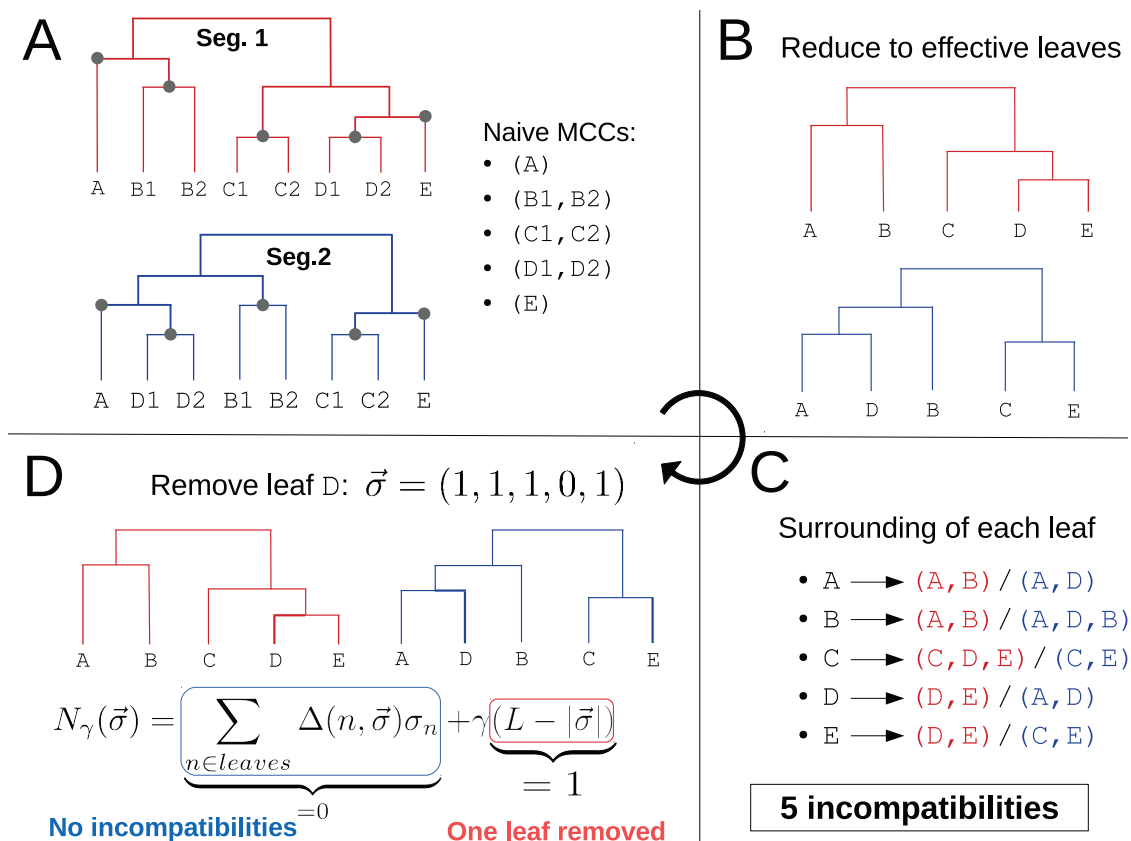 A
Seg. 1
A B1 B2 C1 C2 D1 D2 E
Seg.2
A D1 D2 B1 B2 C1 C2 E
Naive MCCs:
• (A)
• (B1,B2)
• (C1,C2)
• (D1,D2)
• (E)
B
Reduce to effective leaves
A B C D E
A D B C E
C
Surrounding of each leaf
• A → (A,B)/(A,D)
• B → (A,B)/(A,D,B)
• C → (C,D,E)/(C,E)
• D → (D,E)/(A,D)
• E → (D,E)/(C,E)
5 incompatibilities
D
Remove leaf D: σ⃗ = (1, 1, 1, 0, 1)
A B C D E A D B C E
Nγ(σ⃗) = ∑ Δ(n, σ⃗)σn +γ(L − |σ⃗|)
n∈leaves
=0
= 1
No incompatibilities
One leaf removed